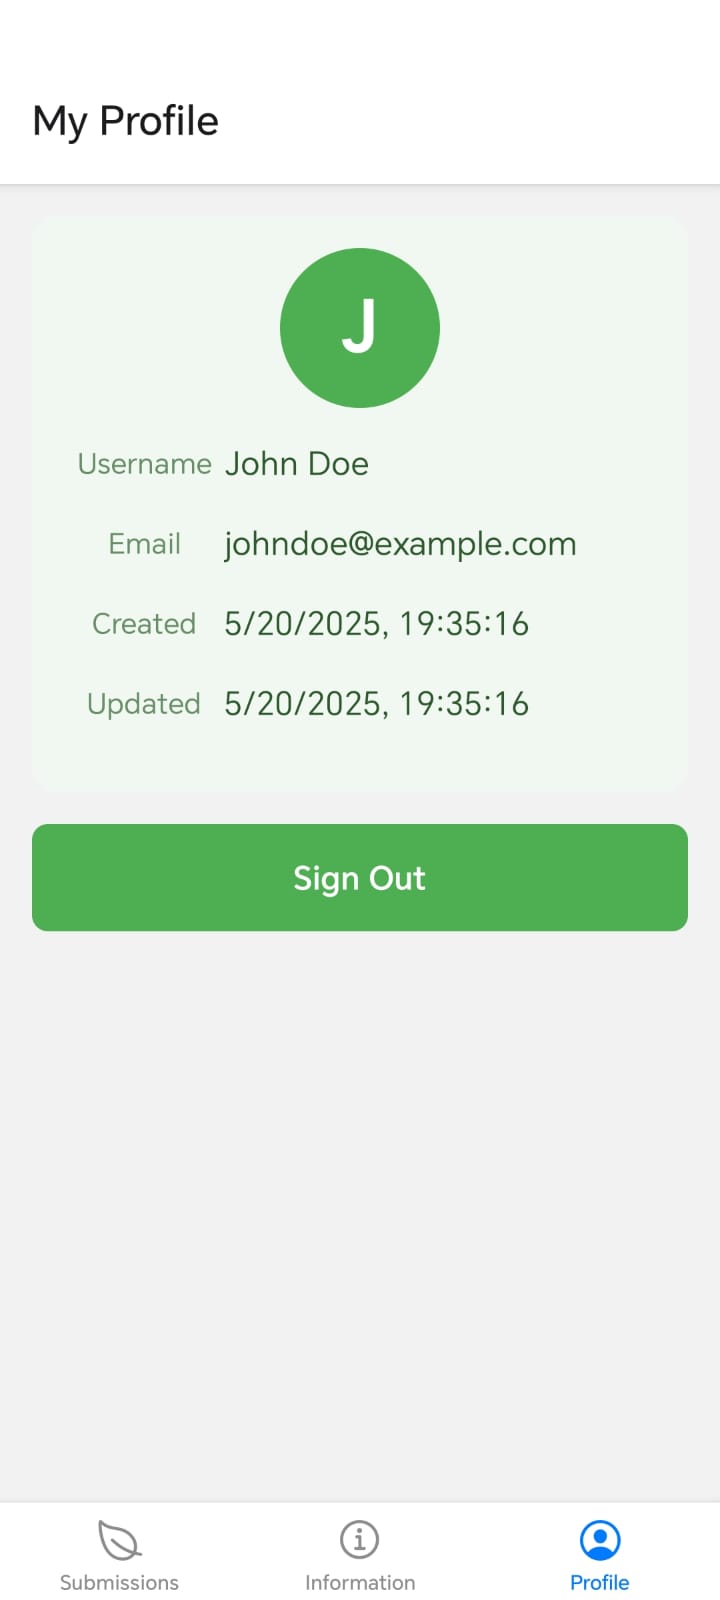 My Profile
J
Username John Doe
Email johndoe@example.com
Created 5/20/2025, 19:35:16
Updated 5/20/2025, 19:35:16
Sign Out
Submissions Information Profile